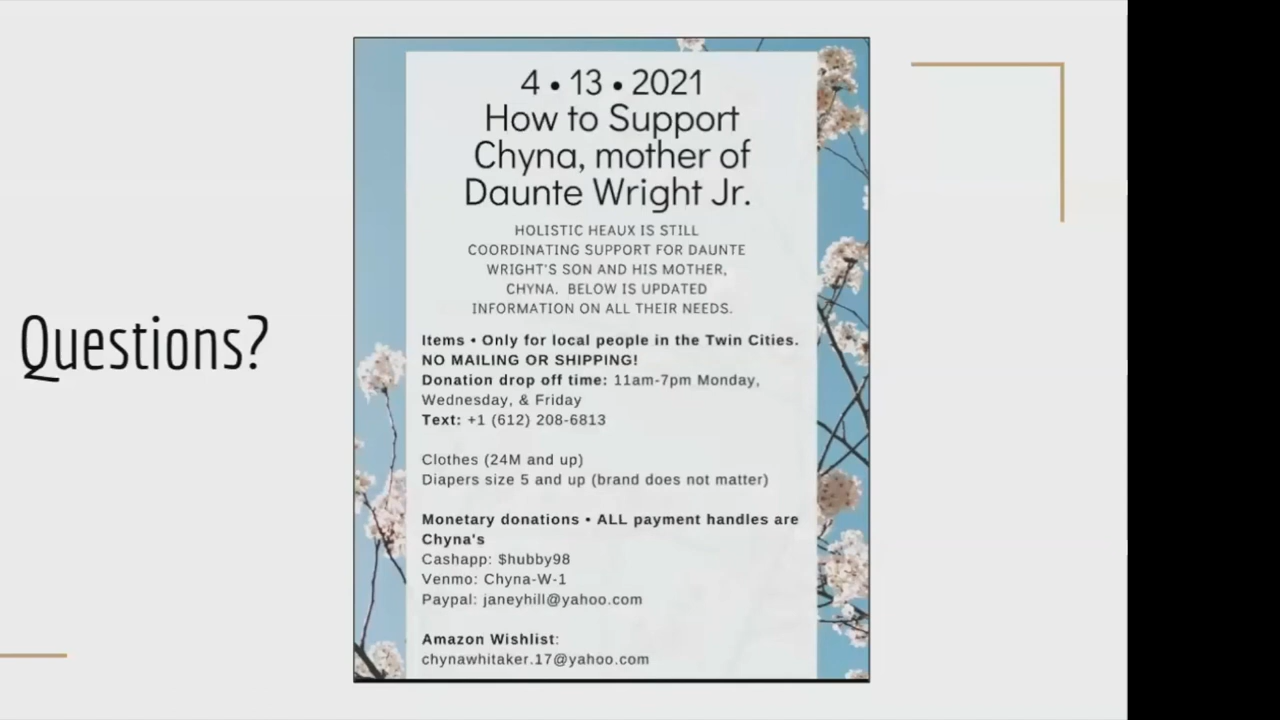 Questions?
4 • 13 • 2021
How to Support
Chyna, mother of
Daunte Wright Jr.
HOLISTIC HEAUX IS STILL
COORDINATING SUPPORT FOR DAUNTE
WRIGHT'S SON AND HIS MOTHER,
CHYNA. BELOW IS UPDATED
INFORMATION ON ALL THEIR NEEDS.
Items • Only for local people in the Twin Cities.
NO MAILING OR SHIPPING!
Donation drop off time: 11am-7pm Monday,
Wednesday, & Friday
Text: +1 (612) 208-6813
Clothes (24M and up)
Diapers size 5 and up (brand does not matter)
Monetary donations • ALL payment handles are
Chyna's
Cashapp: $hubby98
Venmo: Chyna-W-1
Paypal: janeyhill@yahoo.com
Amazon Wishlist:
chynawhitaker.17@yahoo.com